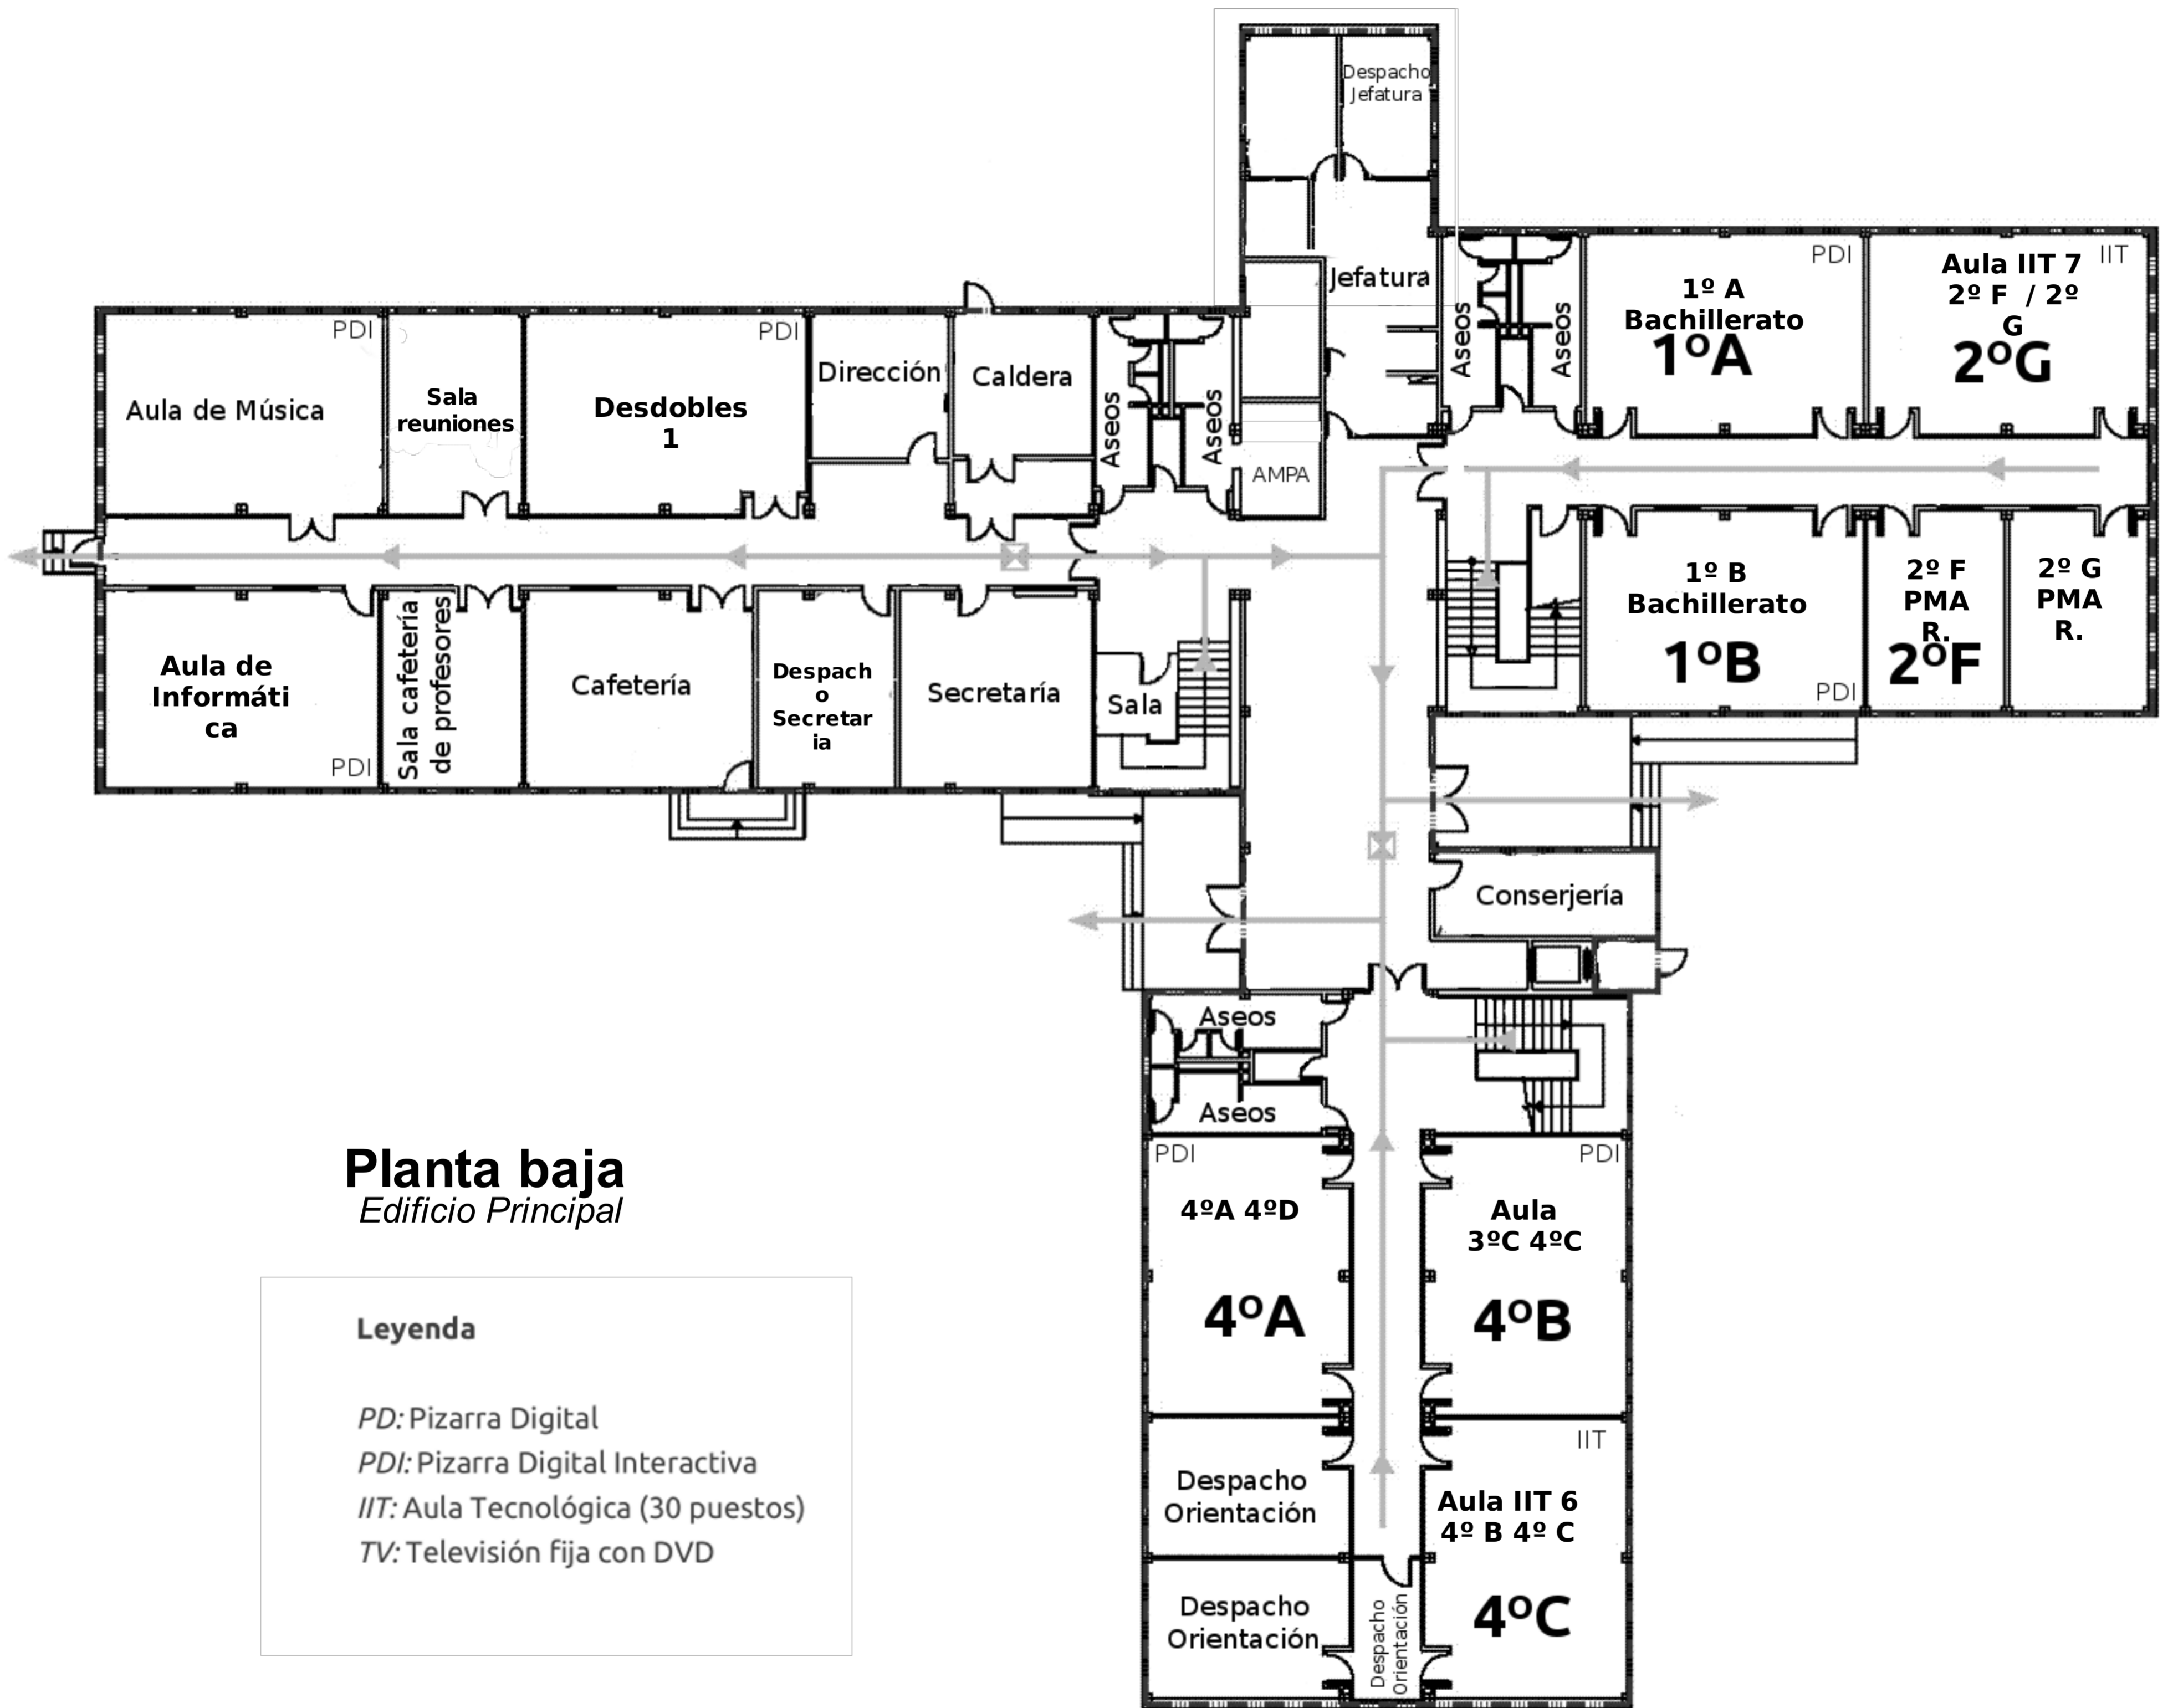 Despacho
Jefatura
Jefatura
Aseos
Aseos
PDI
1º A
Bachillerato
1ºA
IIT
Aula IIT 7
2º F / 2º
G
2ºG
PDI
Aula de Música
Sala
reuniones
PDI
Desdobles
1
Dirección
Caldera
Aseos
Aseos
AMPA
Aula de
Informáti
ca
PDI
Sala cafetería
de profesores
Cafetería
Despach
o
Secretar
ia
Secretaría
Sala
1º B
Bachillerato
1ºB
PDI
2º F
PMA
R.
2ºF
2º G
PMA
R.
Conserjería
Aseos
Aseos
PDI
4ºA 4ºD
4ºA
PDI
Aula
3ºC 4ºC
4ºB
Despacho
Orientación
IIT
Aula IIT 6
4º B 4º C
4ºC
Despacho
Orientación
Despacho
Orientación
Planta baja
Edificio Principal
Leyenda
PD: Pizarra Digital
PDI: Pizarra Digital Interactiva
IIT: Aula Tecnológica (30 puestos)
TV: Televisión fija con DVD